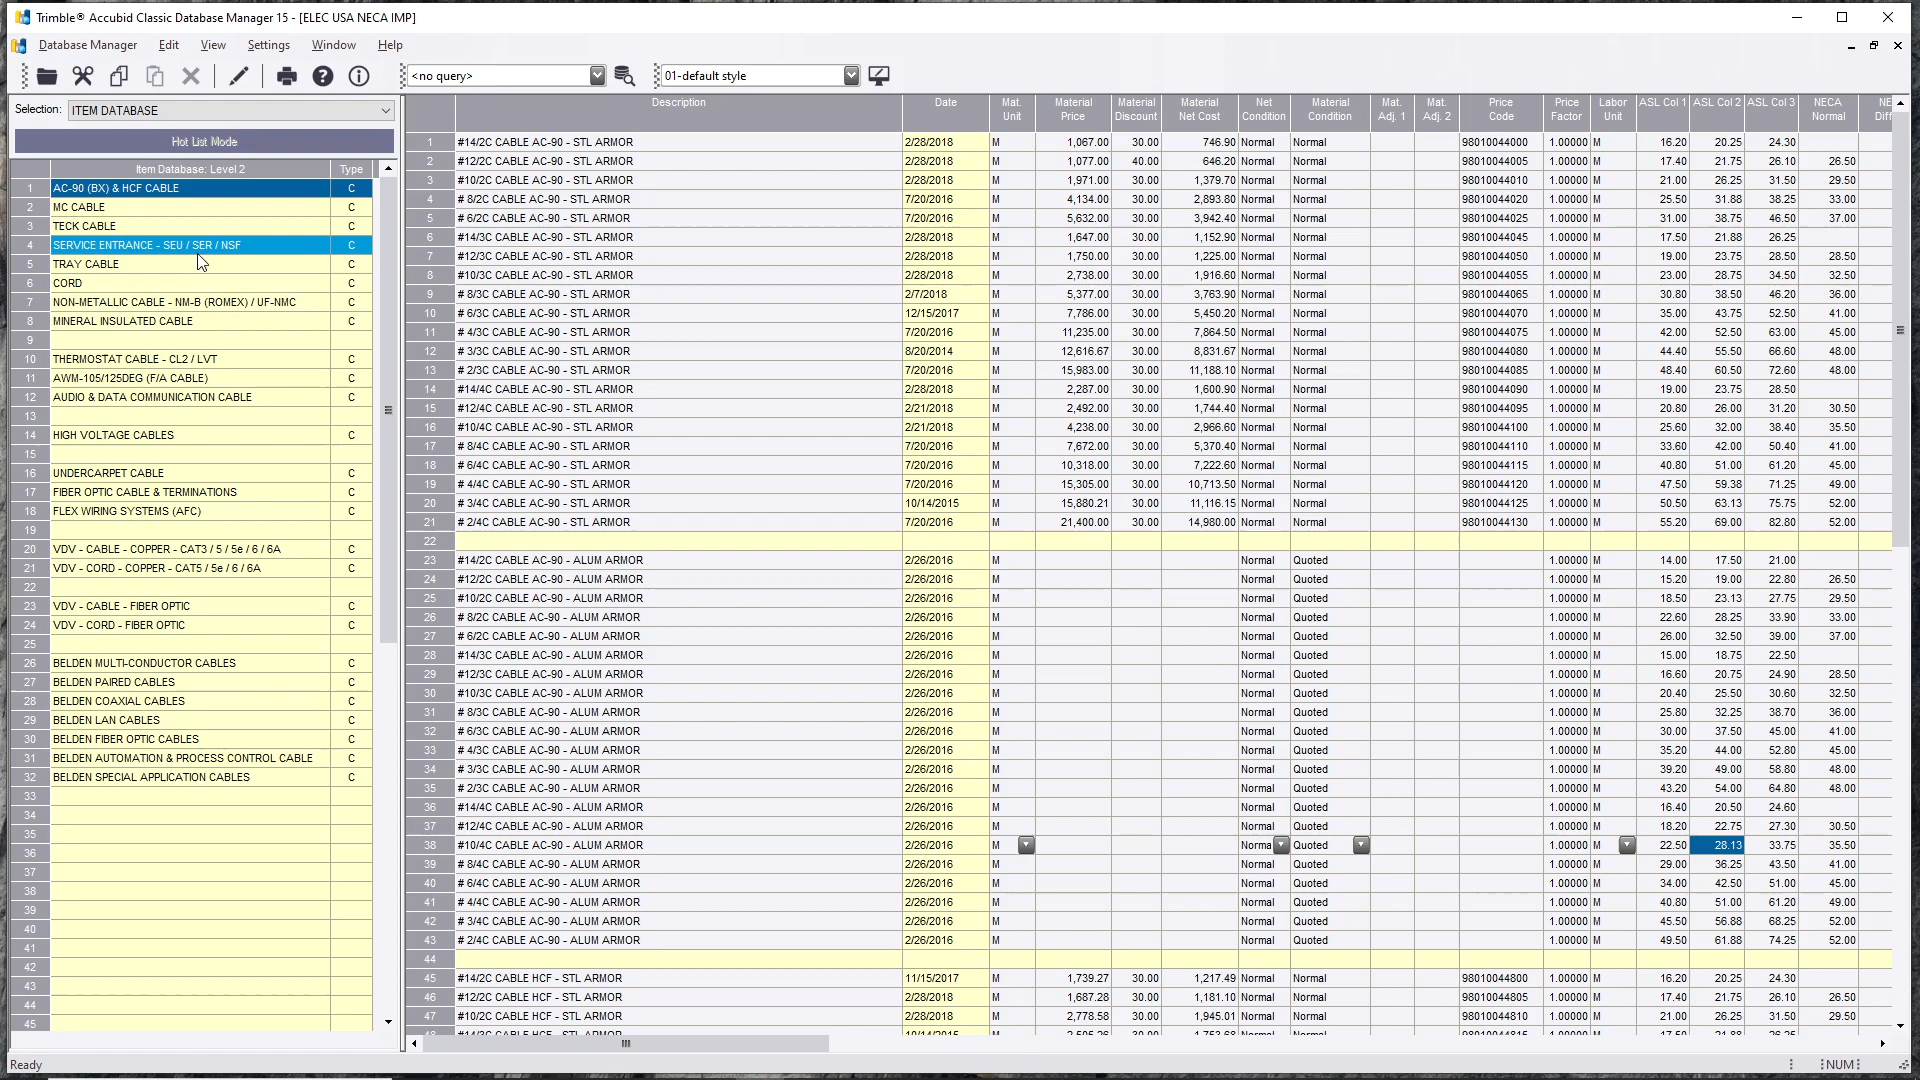 Trimble® Accubid Classic Database Manager 15 - [ELEC USA NECA IMP]
Database Manager Edit View Settings Window Help
<no query> 01-default style
Selection: ITEM DATABASE
Hot List Mode
Item Database: Level 2 Type
1 AC-90 (BX) & HCF CABLE C
2 MC CABLE C
3 TECK CABLE C
4 SERVICE ENTRANCE - SEU / SER / NSF C
5 TRAY CABLE C
6 CORD C
7 NON-METALLIC CABLE - NM-B (ROMEX) / UF-NMC C
8 MINERAL INSULATED CABLE C
9
10 THERMOSTAT CABLE - CL2 / LVT C
11 AWM-105/125DEG (F/A CABLE) C
12 AUDIO & DATA COMMUNICATION CABLE C
13
14 HIGH VOLTAGE CABLES C
15
16 UNDERCARPET CABLE C
17 FIBER OPTIC CABLE & TERMINATIONS C
18 FLEX WIRING SYSTEMS (AFC) C
19
20 VDV - CABLE - COPPER - CAT3 / 5 / 5e / 6 / 6A C
21 VDV - CORD - COPPER - CAT5 / 5e / 6 / 6A C
22
23 VDV - CABLE - FIBER OPTIC C
24 VDV - CORD - FIBER OPTIC C
25
26 BELDEN MULTI-CONDUCTOR CABLES C
27 BELDEN PAIRED CABLES C
28 BELDEN COAXIAL CABLES C
29 BELDEN LAN CABLES C
30 BELDEN FIBER OPTIC CABLES C
31 BELDEN AUTOMATION & PROCESS CONTROL CABLE C
32 BELDEN SPECIAL APPLICATION CABLES C
33
34
35
36
37
38
39
40
41
42
43
44
45
Description Date Mat. Unit Material Price Material Discount Material Net Cost Net Condition Material Condition Mat. Adj. 1 Mat. Adj. 2 Price Code Price Factor Labor Unit ASL Col 1 ASL Col 2 ASL Col 3 NECA Normal NE Diff
1 #14/2C CABLE AC-90 - STL ARMOR 2/28/2018 M 1,067.00 30.00 746.90 Normal Normal 98010044000 1.00000 M 16.20 20.25 24.30
2 #12/2C CABLE AC-90 - STL ARMOR 2/28/2018 M 1,077.00 40.00 646.20 Normal Normal 98010044005 1.00000 M 17.40 21.75 26.10 26.50
3 #10/2C CABLE AC-90 - STL ARMOR 2/28/2018 M 1,971.00 30.00 1,379.70 Normal Normal 98010044010 1.00000 M 21.00 26.25 31.50 29.50
4 # 8/2C CABLE AC-90 - STL ARMOR 7/20/2016 M 4,134.00 30.00 2,893.80 Normal Normal 98010044020 1.00000 M 25.50 31.88 38.25 33.00
5 # 6/2C CABLE AC-90 - STL ARMOR 7/20/2016 M 5,632.00 30.00 3,942.40 Normal Normal 98010044025 1.00000 M 31.00 38.75 46.50 37.00
6 #14/3C CABLE AC-90 - STL ARMOR 2/28/2018 M 1,647.00 30.00 1,152.90 Normal Normal 98010044045 1.00000 M 17.50 21.88 26.25
7 #12/3C CABLE AC-90 - STL ARMOR 2/28/2018 M 1,750.00 30.00 1,225.00 Normal Normal 98010044050 1.00000 M 19.00 23.75 28.50 28.50
8 #10/3C CABLE AC-90 - STL ARMOR 2/28/2018 M 2,738.00 30.00 1,916.60 Normal Normal 98010044055 1.00000 M 23.00 28.75 34.50 32.50
9 # 8/3C CABLE AC-90 - STL ARMOR 2/7/2018 M 5,377.00 30.00 3,763.90 Normal Normal 98010044065 1.00000 M 30.80 38.50 46.20 36.00
10 # 6/3C CABLE AC-90 - STL ARMOR 12/15/2017 M 7,786.00 30.00 5,450.20 Normal Normal 98010044070 1.00000 M 35.00 43.75 52.50 41.00
11 # 4/3C CABLE AC-90 - STL ARMOR 7/20/2016 M 11,235.00 30.00 7,864.50 Normal Normal 98010044075 1.00000 M 42.00 52.50 63.00 45.00
12 # 3/3C CABLE AC-90 - STL ARMOR 8/20/2014 M 12,616.67 30.00 8,831.67 Normal Normal 98010044080 1.00000 M 44.40 55.50 66.60 48.00
13 # 2/3C CABLE AC-90 - STL ARMOR 7/20/2016 M 15,983.00 30.00 11,188.10 Normal Normal 98010044085 1.00000 M 48.40 60.50 72.60 48.00
14 #14/4C CABLE AC-90 - STL ARMOR 2/28/2018 M 2,287.00 30.00 1,600.90 Normal Normal 98010044090 1.00000 M 19.00 23.75 28.50
15 #12/4C CABLE AC-90 - STL ARMOR 2/21/2018 M 2,492.00 30.00 1,744.40 Normal Normal 98010044095 1.00000 M 20.80 26.00 31.20 30.50
16 #10/4C CABLE AC-90 - STL ARMOR 2/21/2018 M 4,238.00 30.00 2,966.60 Normal Normal 98010044100 1.00000 M 25.60 32.00 38.40 35.50
17 # 8/4C CABLE AC-90 - STL ARMOR 7/20/2016 M 7,672.00 30.00 5,370.40 Normal Normal 98010044110 1.00000 M 33.60 42.00 50.40 41.00
18 # 6/4C CABLE AC-90 - STL ARMOR 7/20/2016 M 10,318.00 30.00 7,222.60 Normal Normal 98010044115 1.00000 M 40.80 51.00 61.20 45.00
19 # 4/4C CABLE AC-90 - STL ARMOR 7/20/2016 M 15,305.00 30.00 10,713.50 Normal Normal 98010044120 1.00000 M 47.50 59.38 71.25 49.00
20 # 3/4C CABLE AC-90 - STL ARMOR 10/14/2015 M 15,880.21 30.00 11,116.15 Normal Normal 98010044125 1.00000 M 50.50 63.13 75.75 52.00
21 # 2/4C CABLE AC-90 - STL ARMOR 7/20/2016 M 21,400.00 30.00 14,980.00 Normal Normal 98010044130 1.00000 M 55.20 69.00 82.80 52.00
22
23 #14/2C CABLE AC-90 - ALUM ARMOR 2/26/2016 M Normal Quoted 1.00000 M 14.00 17.50 21.00
24 #12/2C CABLE AC-90 - ALUM ARMOR 2/26/2016 M Normal Quoted 1.00000 M 15.20 19.00 22.80 26.50
25 #10/2C CABLE AC-90 - ALUM ARMOR 2/26/2016 M Normal Quoted 1.00000 M 18.50 23.13 27.75 29.50
26 # 8/2C CABLE AC-90 - ALUM ARMOR 2/26/2016 M Normal Quoted 1.00000 M 22.60 28.25 33.90 33.00
27 # 6/2C CABLE AC-90 - ALUM ARMOR 2/26/2016 M Normal Quoted 1.00000 M 26.00 32.50 39.00 37.00
28 #14/3C CABLE AC-90 - ALUM ARMOR 2/26/2016 M Normal Quoted 1.00000 M 15.00 18.75 22.50
29 #12/3C CABLE AC-90 - ALUM ARMOR 2/26/2016 M Normal Quoted 1.00000 M 16.60 20.75 24.90 28.50
30 #10/3C CABLE AC-90 - ALUM ARMOR 2/26/2016 M Normal Quoted 1.00000 M 20.40 25.50 30.60 32.50
31 # 8/3C CABLE AC-90 - ALUM ARMOR 2/26/2016 M Normal Quoted 1.00000 M 25.80 32.25 38.70 36.00
32 # 6/3C CABLE AC-90 - ALUM ARMOR 2/26/2016 M Normal Quoted 1.00000 M 30.00 37.50 45.00 41.00
33 # 4/3C CABLE AC-90 - ALUM ARMOR 2/26/2016 M Normal Quoted 1.00000 M 35.20 44.00 52.80 45.00
34 # 3/3C CABLE AC-90 - ALUM ARMOR 2/26/2016 M Normal Quoted 1.00000 M 39.20 49.00 58.80 48.00
35 # 2/3C CABLE AC-90 - ALUM ARMOR 2/26/2016 M Normal Quoted 1.00000 M 43.20 54.00 64.80 48.00
36 #14/4C CABLE AC-90 - ALUM ARMOR 2/26/2016 M Normal Quoted 1.00000 M 16.40 20.50 24.60
37 #12/4C CABLE AC-90 - ALUM ARMOR 2/26/2016 M Normal Quoted 1.00000 M 18.20 22.75 27.30 30.50
38 #10/4C CABLE AC-90 - ALUM ARMOR 2/26/2016 M Norma Quoted 1.00000 M 22.50 28.13 33.75 35.50
39 # 8/4C CABLE AC-90 - ALUM ARMOR 2/26/2016 M Normal Quoted 1.00000 M 29.00 36.25 43.50 41.00
40 # 6/4C CABLE AC-90 - ALUM ARMOR 2/26/2016 M Normal Quoted 1.00000 M 34.00 42.50 51.00 45.00
41 # 4/4C CABLE AC-90 - ALUM ARMOR 2/26/2016 M Normal Quoted 1.00000 M 40.80 51.00 61.20 49.00
42 # 3/4C CABLE AC-90 - ALUM ARMOR 2/26/2016 M Normal Quoted 1.00000 M 45.50 56.88 68.25 52.00
43 # 2/4C CABLE AC-90 - ALUM ARMOR 2/26/2016 M Normal Quoted 1.00000 M 49.50 61.88 74.25 52.00
44
45 #14/2C CABLE HCF - STL ARMOR 11/15/2017 M 1,739.27 30.00 1,217.49 Normal Normal 98010044800 1.00000 M 16.20 20.25 24.30
46 #12/2C CABLE HCF - STL ARMOR 2/28/2018 M 1,687.28 30.00 1,181.10 Normal Normal 98010044805 1.00000 M 17.40 21.75 26.10 26.50
47 #10/2C CABLE HCF - STL ARMOR 2/28/2018 M 2,778.58 30.00 1,945.01 Normal Normal 98010044810 1.00000 M 21.00 26.25 31.50 29.50
Ready NUM